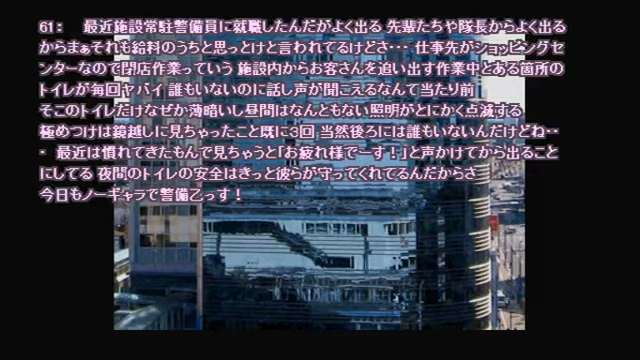 61：　最近施設常駐警備員に就職したんだがよく出る 先輩たちや隊長からよく出る
からまぁそれも給料のうちと思っとけと言われてるけどさ･･･ 仕事先がショッピングセ
ンターなので閉店作業っていう 施設内からお客さんを追い出す作業中とある箇所の
トイレが毎回ヤバイ 誰もいないのに話し声が聞こえるなんて当たり前
そこのトイレだけなぜか薄暗いし昼間はなんともない照明がとにかく点滅する
極めつけは鏡越しに見ちゃったこと既に3回 当然後ろには誰もいないんだけどね･･
･　最近は慣れてきたもんで見ちゃうと｢お疲れ様でーす！｣と声かけてから出ること
にしてる 夜間のトイレの安全はきっと彼らが守ってくれてるんだからさ
今日もノーギャラで警備乙っす！